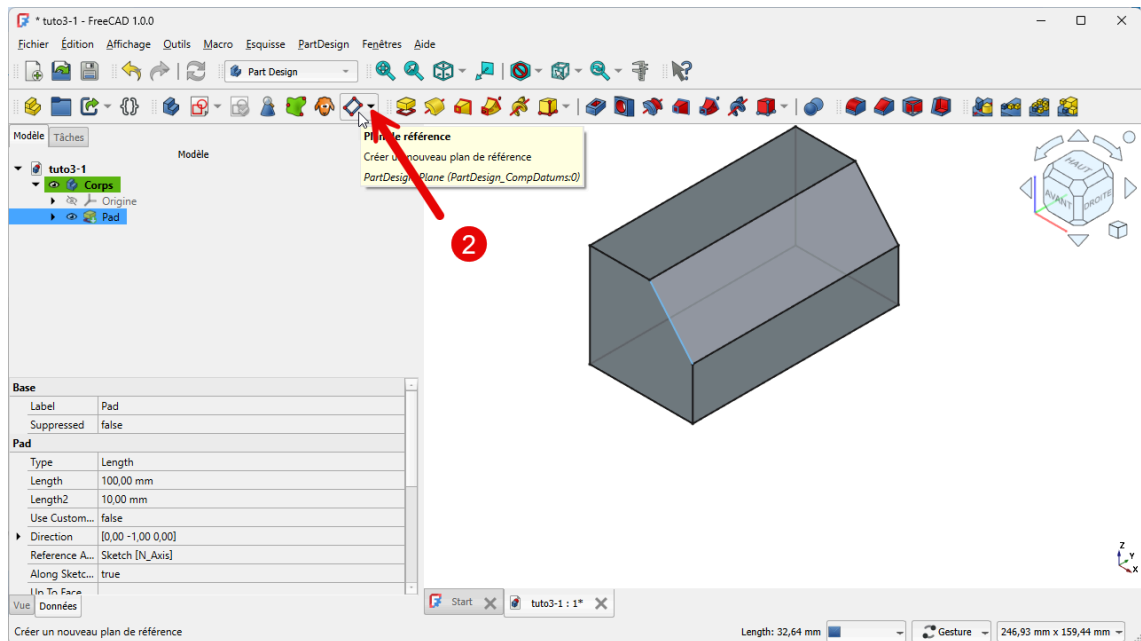 * tuto3-1 - FreeCAD 1.0.0
Fichier Édition Affichage Outils Macro Esquisse PartDesign Fenêtres Aide
Part Design
Modèle Tâches
Modèle
tuto3-1
Corps
Origine
Pad
de référence
Créer un nouveau plan de référence
PartDesign Plane (PartDesign_CompDatums:0)
2
HAUT
AVANT
DROITE
Base
Label Pad
Suppressed false
Pad
Type Length
Length 100,00 mm
Length2 10,00 mm
Use Custom... false
Direction [0,00 -1,00 0,00]
Reference A... Sketch [N_Axis]
Along Sketc... true
Up To Face
Z
Y
X
Vue Données
Start tuto3-1 : 1*
Créer un nouveau plan de référence
Length: 32,64 mm
Gesture
246,93 mm x 159,44 mm